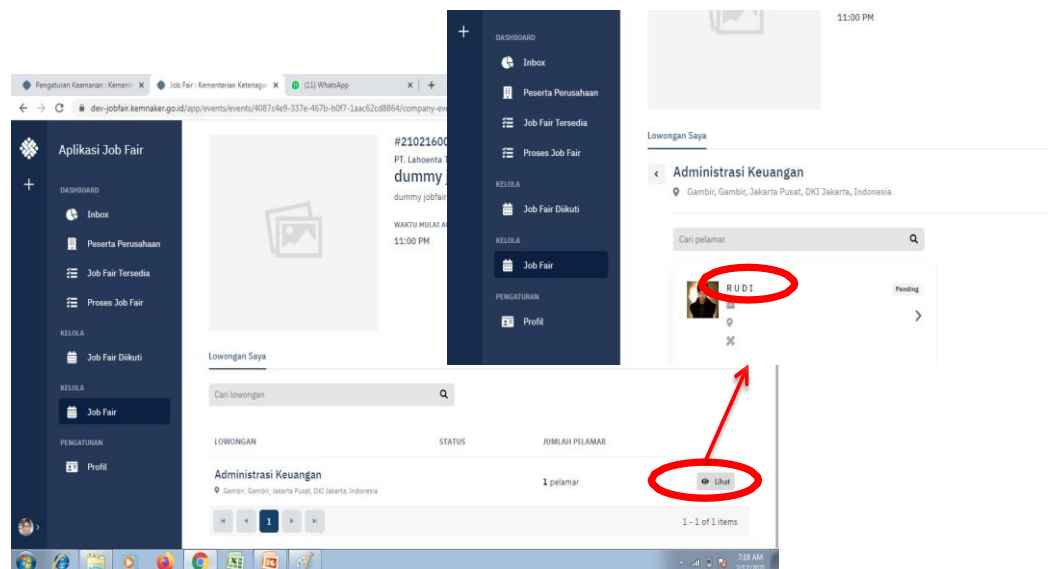 Pengaturan Keamanan : Kemente
Job Fair : Kementerian Ketenaga
(11) WhatsApp
dev-jobfair.kemnaker.go.id/app/events/events/4087c4e9-337e-467b-b0f7-1aac62cd8864/company-eve
Aplikasi Job Fair
DASHBOARD
Inbox
Peserta Perusahaan
Job Fair Tersedia
Proses Job Fair
KELOLA
Job Fair Diikuti
KELOLA
Job Fair
PENGATURAN
Profil
#21021600
PT. Lahoenta
dummy
dummy jobfair
WAKTU MULAI
11:00 PM
Lowongan Saya
Cari lowongan
LOWONGAN STATUS JUMLAH PELAMAR
Administrasi Keuangan
Gambir, Gambir, Jakarta Pusat, DKI Jakarta, Indonesia
1 pelamar
Lihat
1
1 - 1 of 1 items
7:18 AM
DASHBOARD
Inbox
Peserta Perusahaan
Job Fair Tersedia
Proses Job Fair
KELOLA
Job Fair Diikuti
KELOLA
Job Fair
PENGATURAN
Profil
11:00 PM
Lowongan Saya
Administrasi Keuangan
Gambir, Gambir, Jakarta Pusat, DKI Jakarta, Indonesia
Cari pelamar
RUDI
Pending